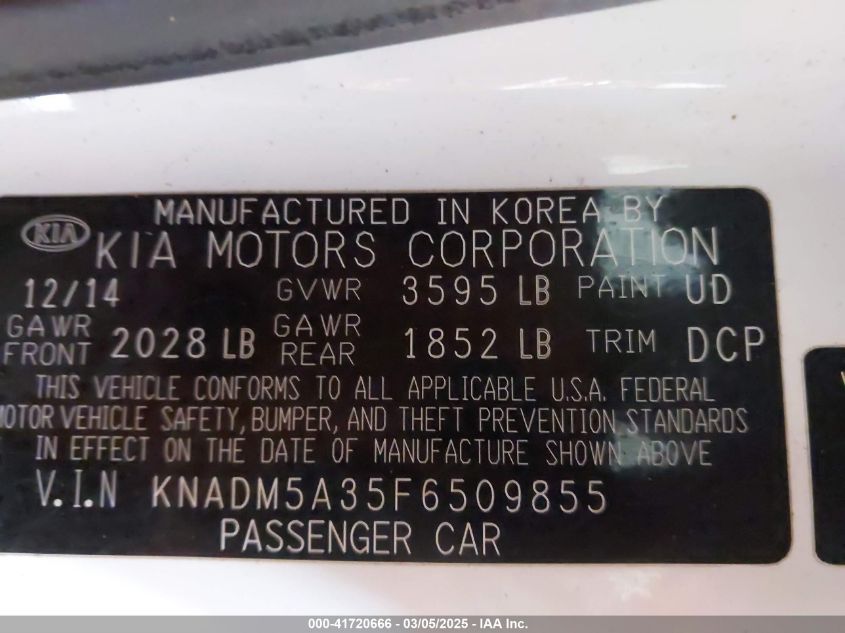 MANUFACTURED IN KOREA BY
KIA KIA MOTORS CORPORATION
12/14 GVWR 3595 LB PAINT UD
GAWR FRONT 2028 LB GAWR REAR 1852 LB TRIM DCP
THIS VEHICLE CONFORMS TO ALL APPLICABLE U.S.A. FEDERAL
MOTOR VEHICLE SAFETY, BUMPER, AND THEFT PREVENTION STANDARDS
IN EFFECT ON THE DATE OF MANUFACTURE SHOWN ABOVE
V.I.N KNADM5A35F6509855
PASSENGER CAR
000-41720666 - 03/05/2025 - IAA Inc.